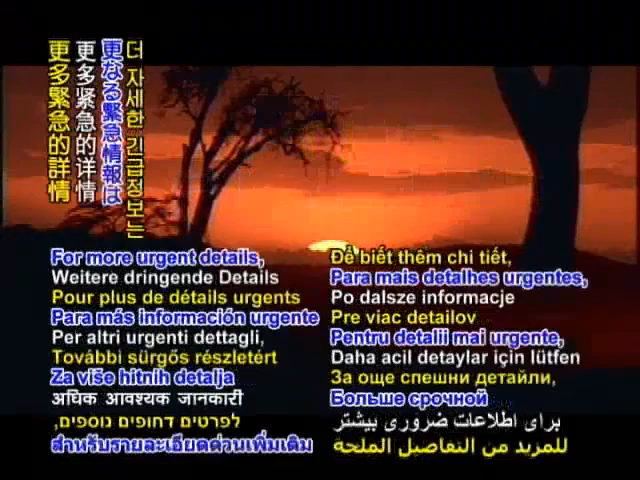 更多緊急的詳情
更多紧急的详情
更なる緊急情報は
더 자세한 긴급정보는
For more urgent details,
Weitere dringende Details
Pour plus de détails urgents
Para más información urgente
Per altri urgenti dettagli,
További sürgős részletért
Za više hitnih detalja
अधिक आवश्यक जानकारी
לפרטים דחופים נוספים,
สำหรับรายละเอียดด่วนเพิ่มเติม
Để biết thêm chi tiết,
Para mais detalhes urgentes,
Po dalsze informacje
Pre viac detailov
Pentru detalii mai urgente,
Daha acil detaylar için lütfen
За още спешни детайли,
Больше срочной
برای اطلاعات ضروری بیشتر
للمزيد من التفاصيل الملحة